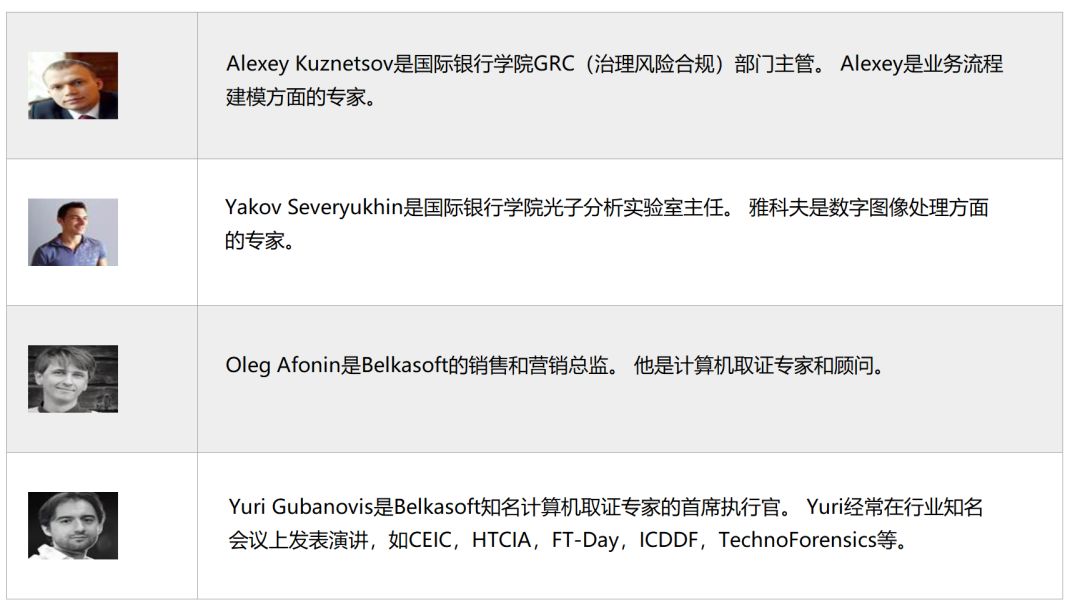 Alexey Kuznetsov是国际银行学院GRC（治理风险合规）部门主管。 Alexey是业务流程
建模方面的专家。
Yakov Severyukhin是国际银行学院光子分析实验室主任。 雅科夫是数字图像处理方面
的专家。
Oleg Afonin是Belkasoft的销售和营销总监。 他是计算机取证专家和顾问。
Yuri Gubanovis是Belkasoft知名计算机取证专家的首席执行官。 Yuri经常在行业知名
会议上发表演讲，如CEIC，HTCIA，FT-Day，ICDDF，TechnoForensics等。